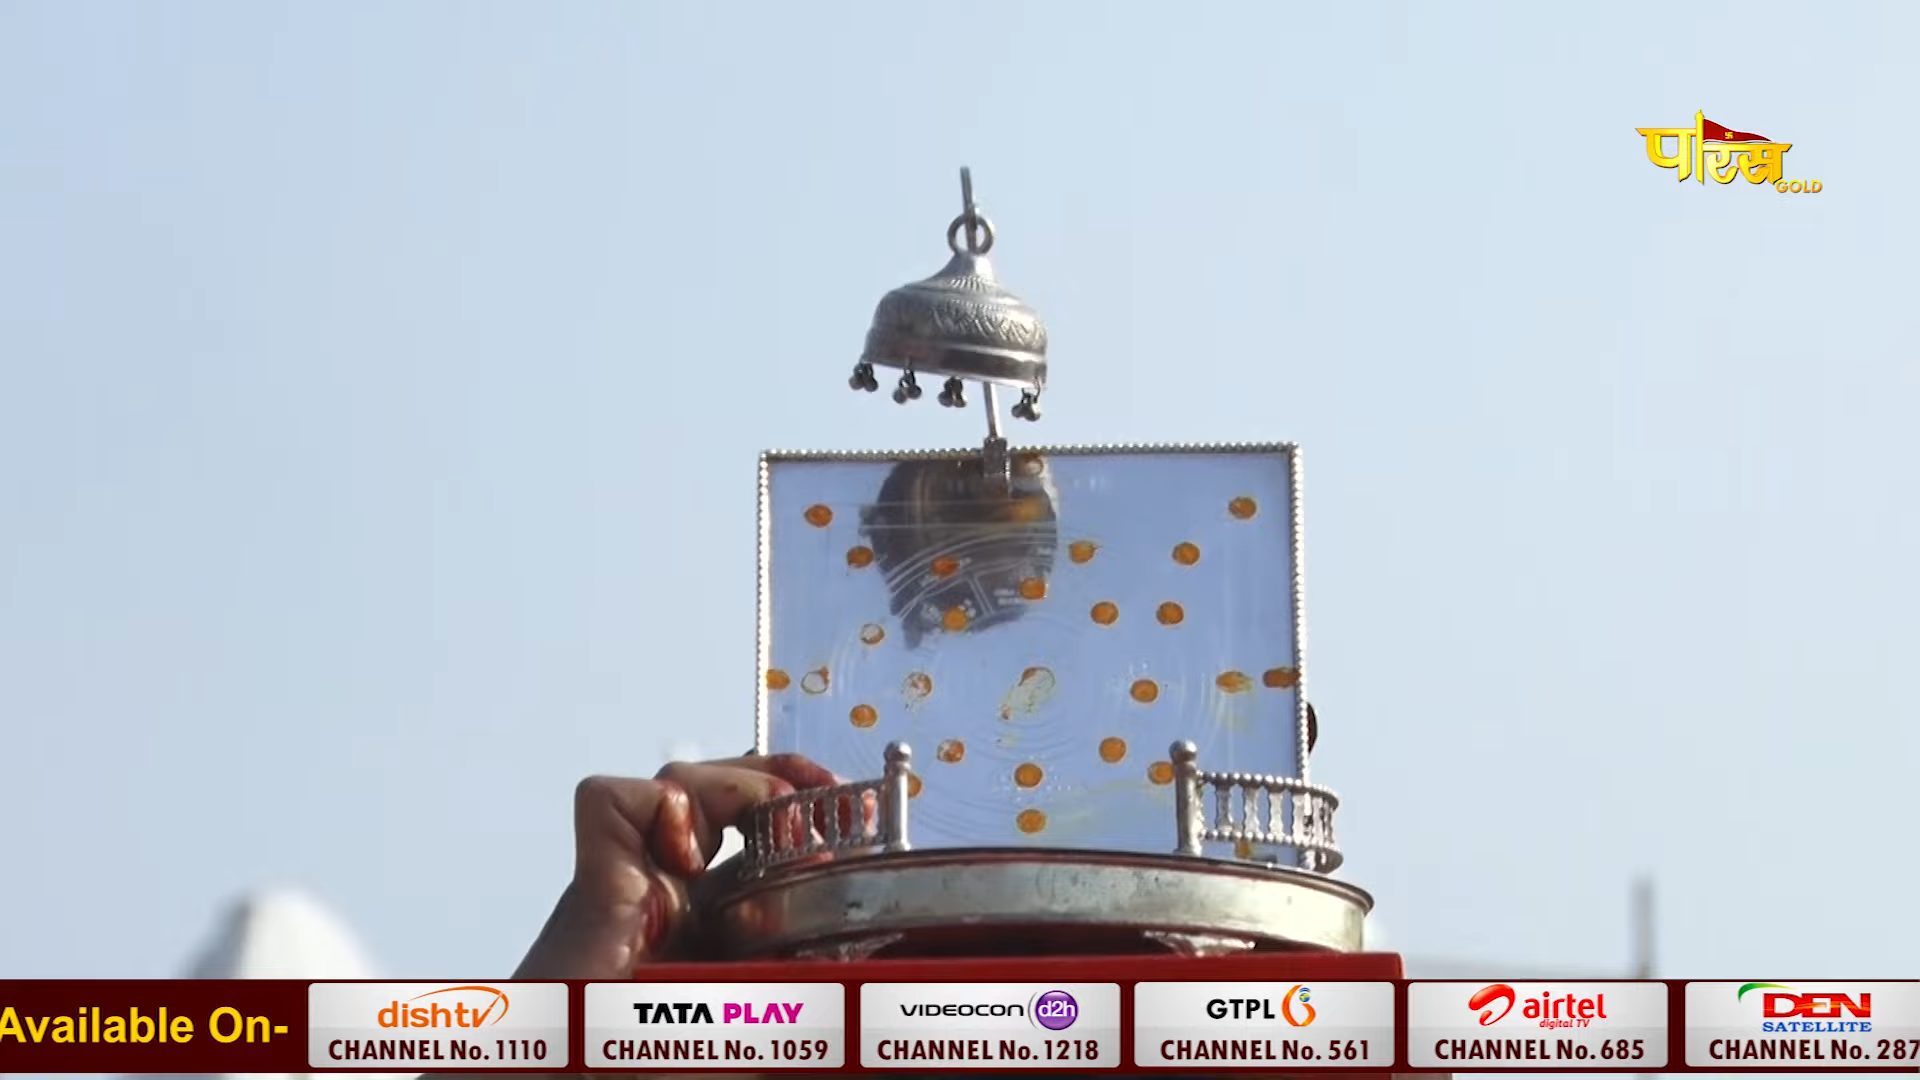 पारस
GOLD
Available On-
dishtv
CHANNEL No. 1110
TATA PLAY
CHANNEL No. 1059
VIDEOCON d2h
CHANNEL No. 1218
GTPL
CHANNEL No. 561
airtel
digital TV
CHANNEL No. 685
DEN
SATELLITE
CHANNEL No. 287